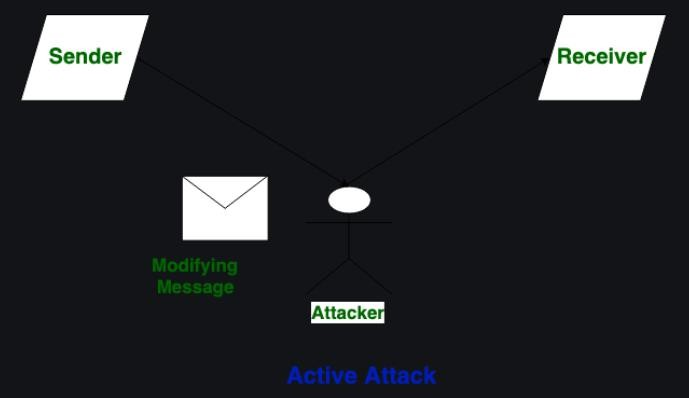 Sender
Receiver
Modifying
Message
Attacker
Active Attack